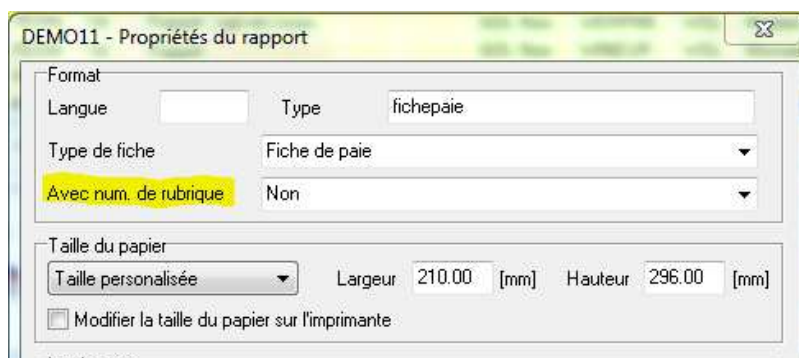 DEMO11 - Propriétés du rapport
Format
Langue Type fichepaie
Type de fiche Fiche de paie
Avec num. de rubrique Non
Taille du papier
Taille personalisée Largeur 210.00 [mm] Hauteur 296.00 [mm]
Modifier la taille du papier sur l'imprimante